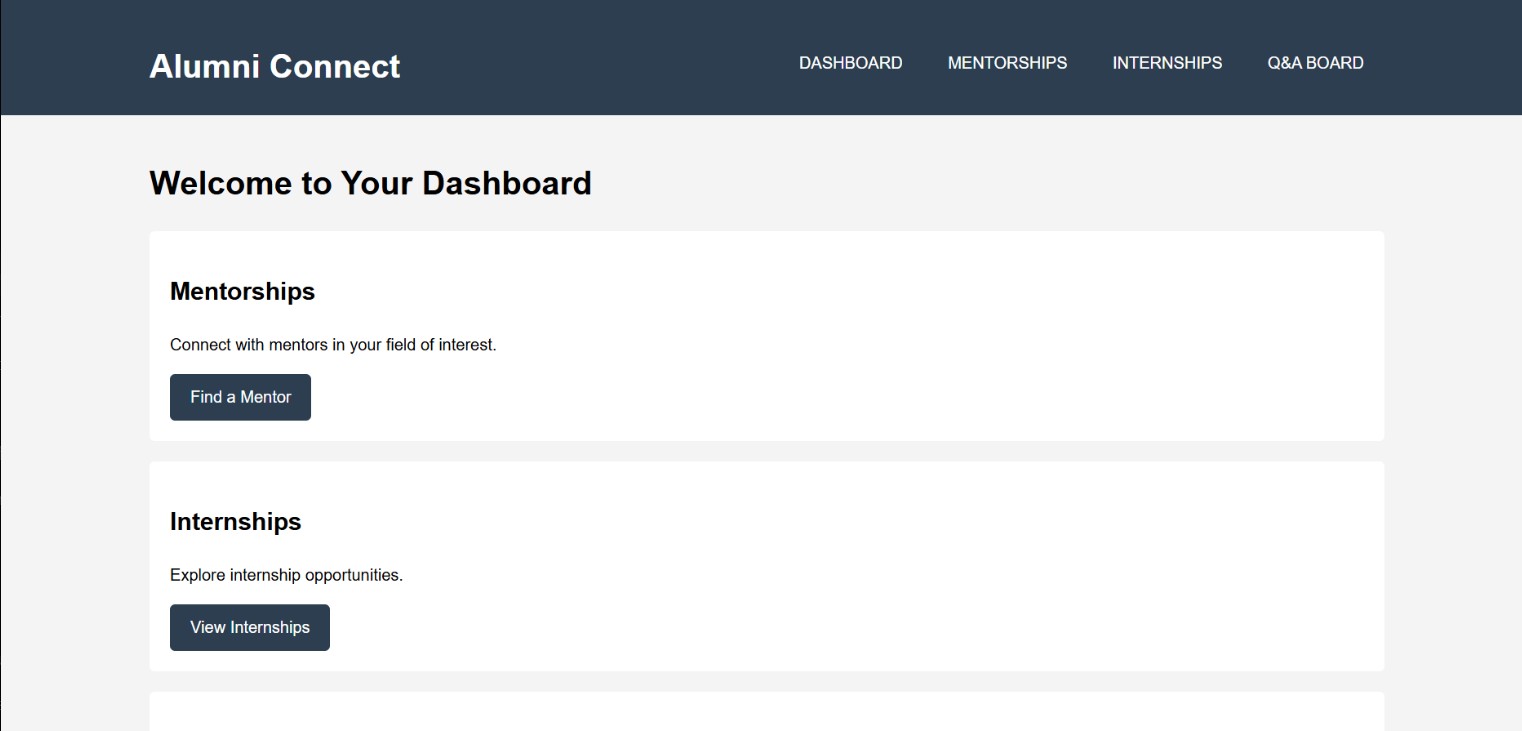 Alumni Connect
DASHBOARD MENTORSHIPS INTERNSHIPS Q&A BOARD
Welcome to Your Dashboard
Mentorships
Connect with mentors in your field of interest.
Find a Mentor
Internships
Explore internship opportunities.
View Internships